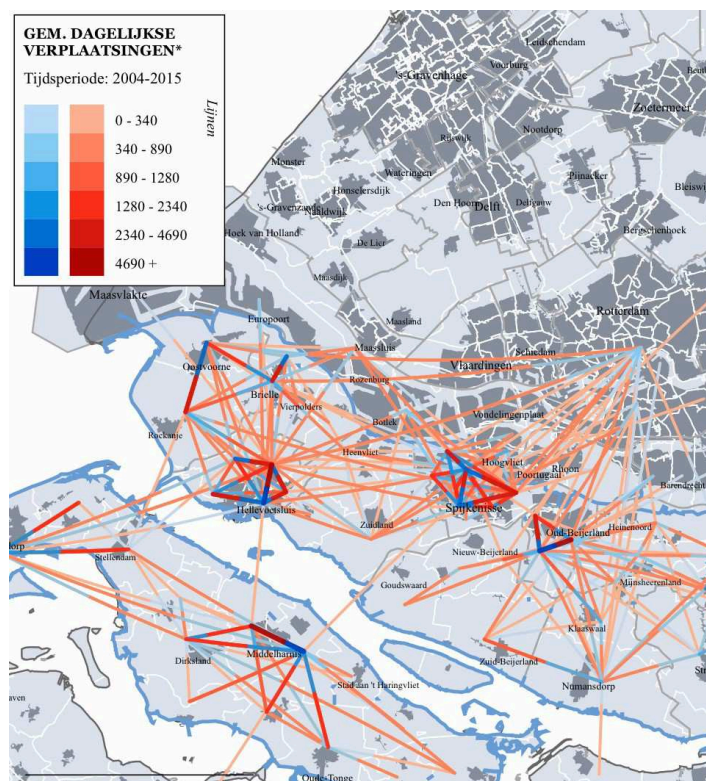 GEM. DAGELIJKSE
VERPLAATSINGEN*
Tijdsperiode: 2004-2015
Lijnen
0 - 340
340 - 890
890 - 1280
1280 - 2340
2340 - 4690
4690 +
Leidschendam
Voorburg
's-Gravenhage
Zoetermeer
Rijswijk
Nootdorp
Monster
Wateringen
Pijnacker
Honselersdijk
Den Hoorn
Delft
Delfgauw
's-Gravenzande
Naaldwijk
Hoek van Holland
De Lier
Bergschenhoek
Maasdijk
Maasvlakte
Europoort
Maasland
Rotterdam
Maassluis
Schiedam
Vlaardingen
Oostvoorne
Rozenburg
Brielle
Vierpolders
Vondelingenplaat
Botlek
Rockanje
Heenvliet
Hoogvliet
Rhoon
Poortugaal
Barendrecht
Hellevoetsluis
Spijkenisse
Zuidland
Oud-Beijerland
Heinenoord
Nieuw-Beijerland
Stellendam
Goudswaard
Mijnsheerenland
Klaaswaal
Dirksland
Middelharnis
Zuid-Beijerland
Stad aan 't Haringvliet
Numansdorp
Oude-Tonge